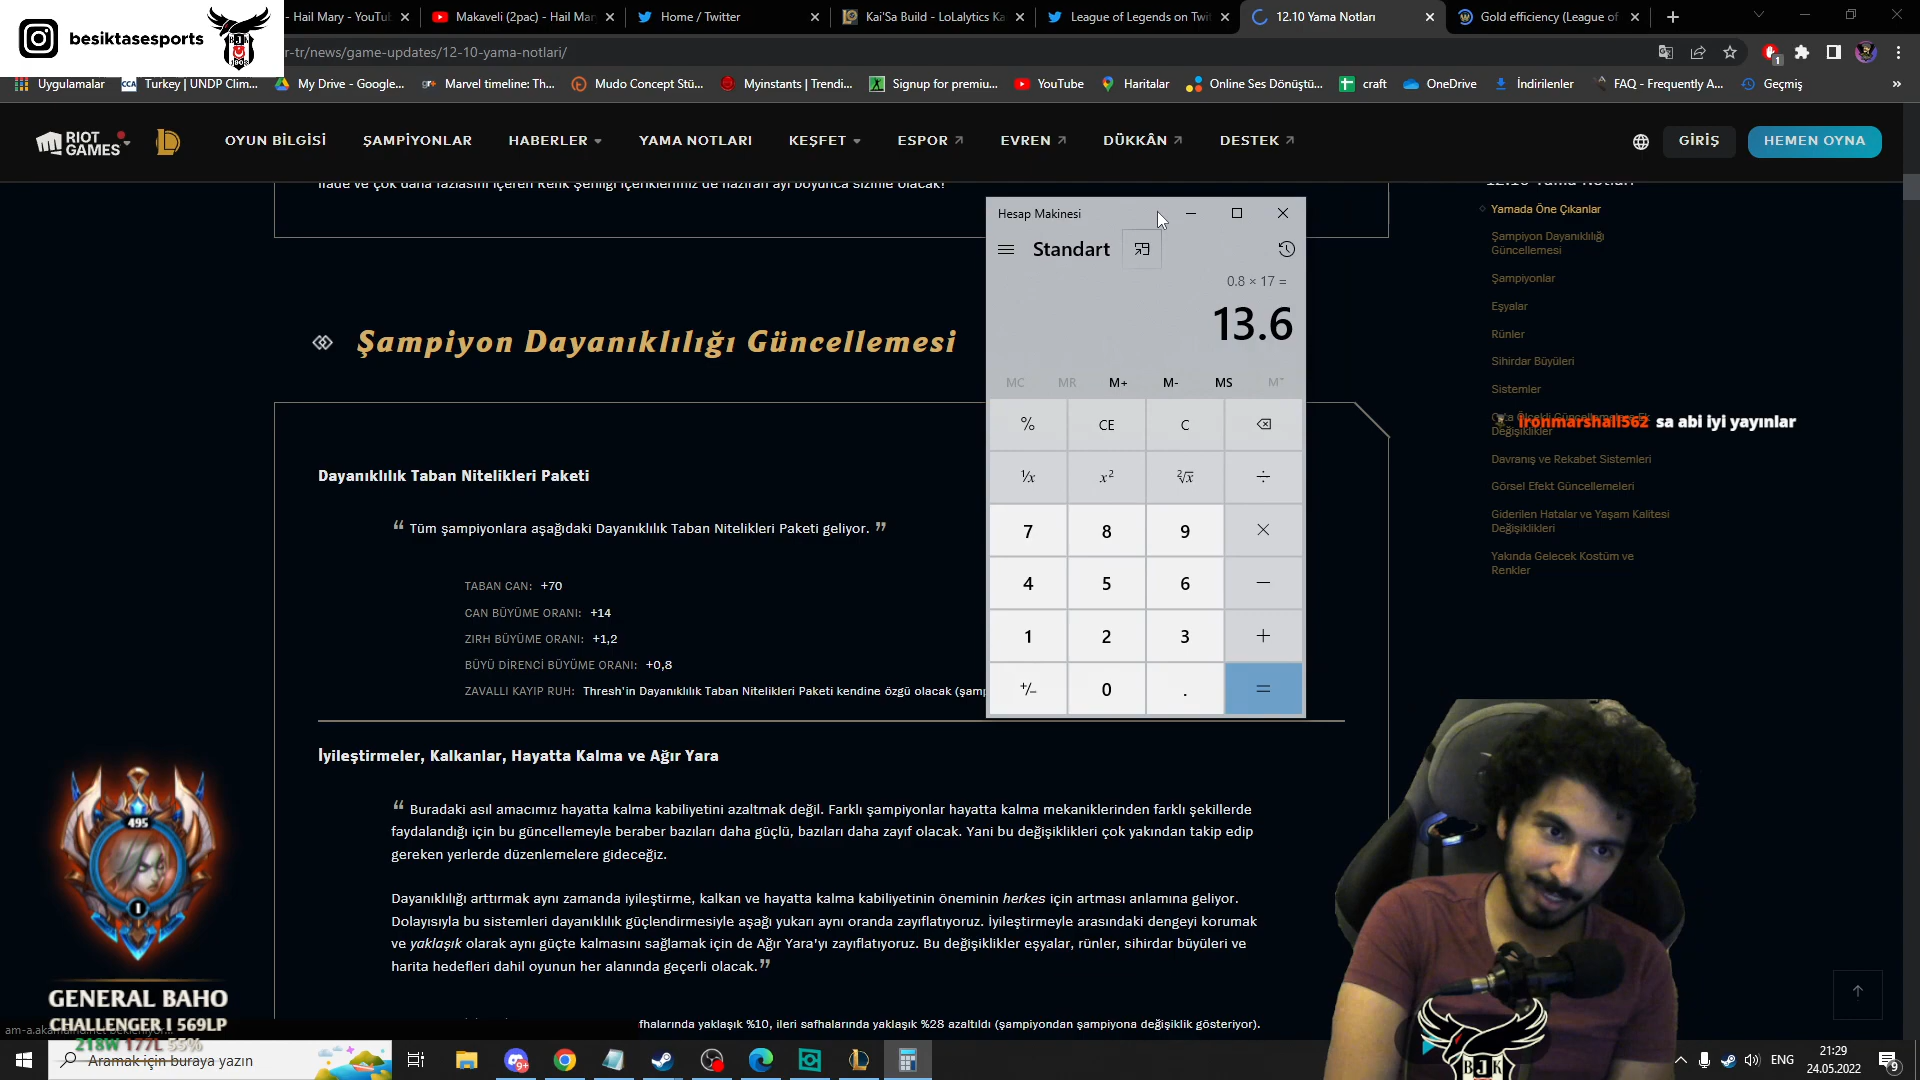 besiktasesports
- Hail Mary - YouTu
Makaveli (2pac) - Hail Mar
Home / Twitter
Kai'Sa Build - LoLalytics Ka
League of Legends on Twit
12.10 Yama Notları
Gold efficiency (League of
r-tr/news/game-updates/12-10-yama-notlari/
Uygulamalar
Turkey | UNDP Clim...
My Drive - Google...
Marvel timeline: Th...
Mudo Concept Stü...
Myinstants | Trendi...
Signup for premiu...
YouTube
Haritalar
Online Ses Dönüştü...
craft
OneDrive
İndirilenler
FAQ - Frequently A...
Geçmiş
RIOT GAMES
OYUN BİLGİSİ
ŞAMPİYONLAR
HABERLER
YAMA NOTLARI
KEŞFET
ESPOR
EVREN
DÜKKÂN
DESTEK
GİRİŞ
HEMEN OYNA
ifade ve çok daha fazlasını içeren Renk Şenliği içeriklerimiz de haziran ayı boyunca sizinle olacak!
Şampiyon Dayanıklılığı Güncellemesi
Dayanıklılık Taban Nitelikleri Paketi
“ Tüm şampiyonlara aşağıdaki Dayanıklılık Taban Nitelikleri Paketi geliyor. ”
TABAN CAN: +70
CAN BÜYÜME ORANI: +14
ZIRH BÜYÜME ORANI: +1,2
BÜYÜ DİRENCİ BÜYÜME ORANI: +0,8
ZAVALLI KAYIP RUH: Thresh'in Dayanıklılık Taban Nitelikleri Paketi kendine özgü olacak (şamp
İyileştirmeler, Kalkanlar, Hayatta Kalma ve Ağır Yara
“ Buradaki asıl amacımız hayatta kalma kabiliyetini azaltmak değil. Farklı şampiyonlar hayatta kalma mekaniklerinden farklı şekillerde
faydalandığı için bu güncellemeyle beraber bazıları daha güçlü, bazıları daha zayıf olacak. Yani bu değişiklikleri çok yakından takip edip
gereken yerlerde düzenlemelere gideceğiz.
Dayanıklılığı arttırmak aynı zamanda iyileştirme, kalkan ve hayatta kalma kabiliyetinin öneminin herkes için artması anlamına geliyor.
Dolayısıyla bu sistemleri dayanıklılık güçlendirmesiyle aşağı yukarı aynı oranda zayıflatıyoruz. İyileştirmeyle arasındaki dengeyi korumak
ve yaklaşık olarak aynı güçte kalmasını sağlamak için de Ağır Yara'yı zayıflatıyoruz. Bu değişiklikler eşyalar, rünler, sihirdar büyüleri ve
harita hedefleri dahil oyunun her alanında geçerli olacak.”
fhalarında yaklaşık %10, ileri safhalarında yaklaşık %28 azaltıldı (şampiyondan şampiyona değişiklik gösteriyor).
Hesap Makinesi
Standart
0.8 × 17 =
13.6
MC MR M+ M- MS M˅
% CE C
¹⁄x x² ²√x ÷
7 8 9 ×
4 5 6 −
1 2 3 +
+/− 0 . =
12.10 Yama Notları
Yamada Öne Çıkanlar
Şampiyon Dayanıklılığı
Güncellemesi
Şampiyonlar
Eşyalar
Rünler
Sihirdar Büyüleri
Sistemler
Orta Ölçekli Güncellemelere Ek
Değişiklikler
Davranış ve Rekabet Sistemleri
Görsel Efekt Güncellemeleri
Giderilen Hatalar ve Yaşam Kalitesi
Değişiklikleri
Yakında Gelecek Kostüm ve
Renkler
Ironmarshall562 sa abi iyi yayınlar
495
I
GENERAL BAHO
CHALLENGER I 569LP
218W 177L 55%
BJK
Aramak için buraya yazın
ENG
21:29
24.05.2022
9